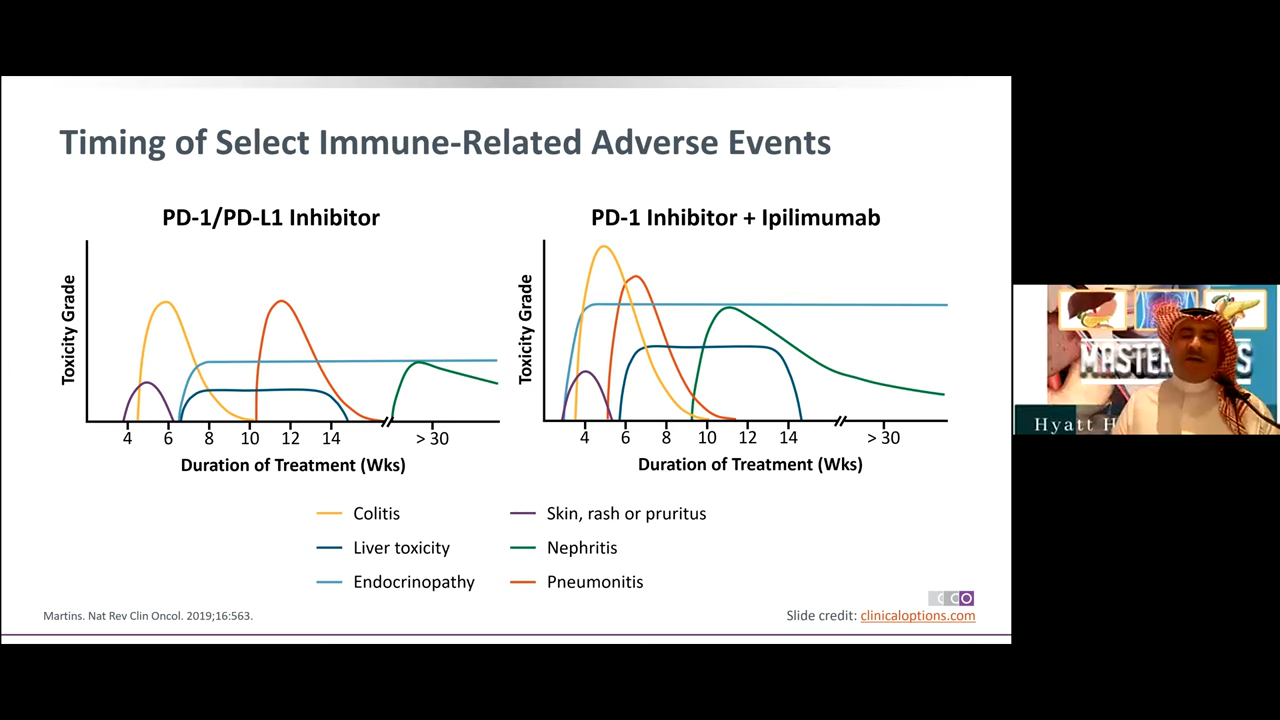 Timing of Select Immune-Related Adverse Events
PD-1/PD-L1 Inhibitor
Toxicity Grade
4 6 8 10 12 14 > 30
Duration of Treatment (Wks)
PD-1 Inhibitor + Ipilimumab
Toxicity Grade
4 6 8 10 12 14 > 30
Duration of Treatment (Wks)
Colitis
Liver toxicity
Endocrinopathy
Skin, rash or pruritus
Nephritis
Pneumonitis
Martins. Nat Rev Clin Oncol. 2019;16:563.
CCO
Slide credit: clinicaloptions.com
Hyatt H